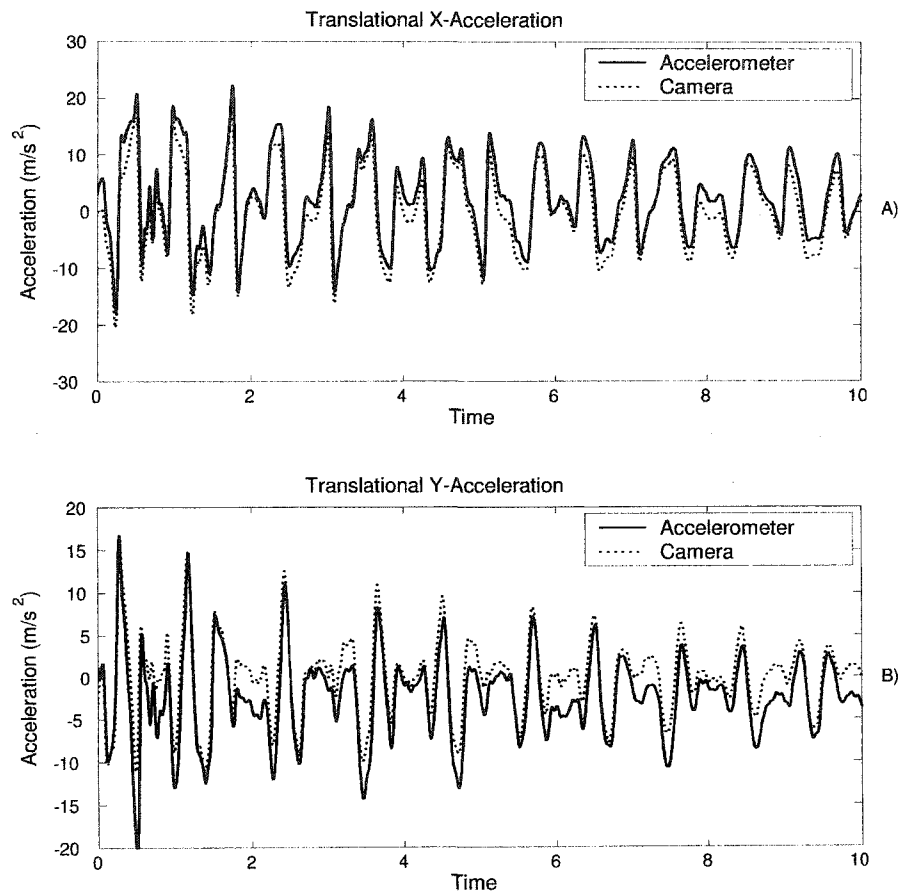 Translational X-Acceleration
30
20
10
0
-10
-20
-30
Acceleration (m/s²)
Accelerometer
Camera
A)
0 2 4 6 8 10
Time
Translational Y-Acceleration
20
15
10
5
0
-5
-10
-15
-20
Acceleration (m/s²)
Accelerometer
Camera
B)
0 2 4 6 8 10
Time